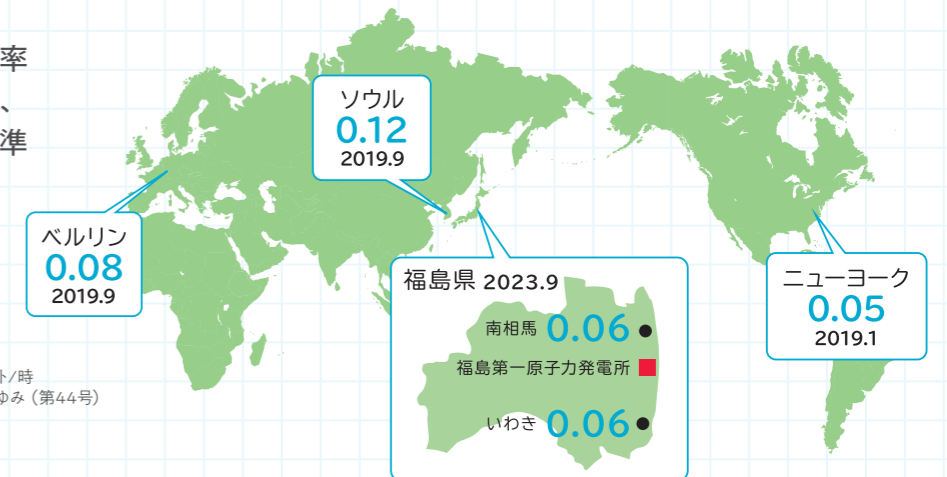 率
、
準
ソウル
0.12
2019.9
ベルリン
0.08
2019.9
福島県 2023.9
南相馬 0.06
福島第一原子力発電所
いわき 0.06
ニューヨーク
0.05
2019.1
ト/時
ゆみ（第44号）